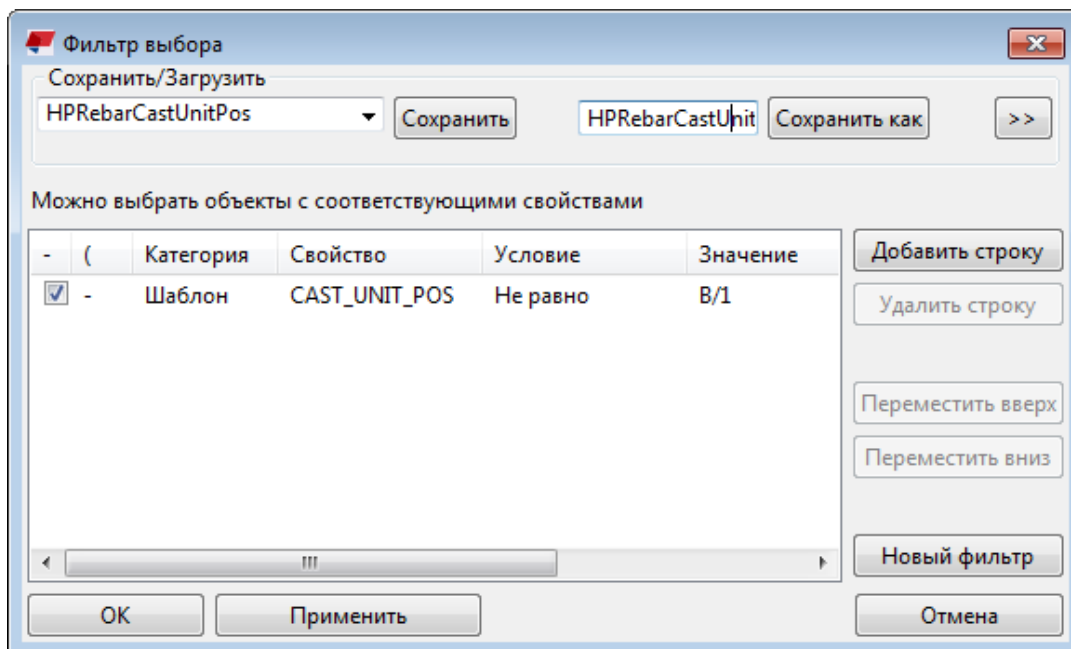 Фильтр выбора
Сохранить/Загрузить
HPRebarCastUnitPos Сохранить HPRebarCastUnit Сохранить как >>
Можно выбрать объекты с соответствующими свойствами
- ( Категория Свойство Условие Значение Добавить строку
- Шаблон CAST_UNIT_POS Не равно B/1 Удалить строку
Переместить вверх
Переместить вниз
Новый фильтр
ОК Применить Отмена